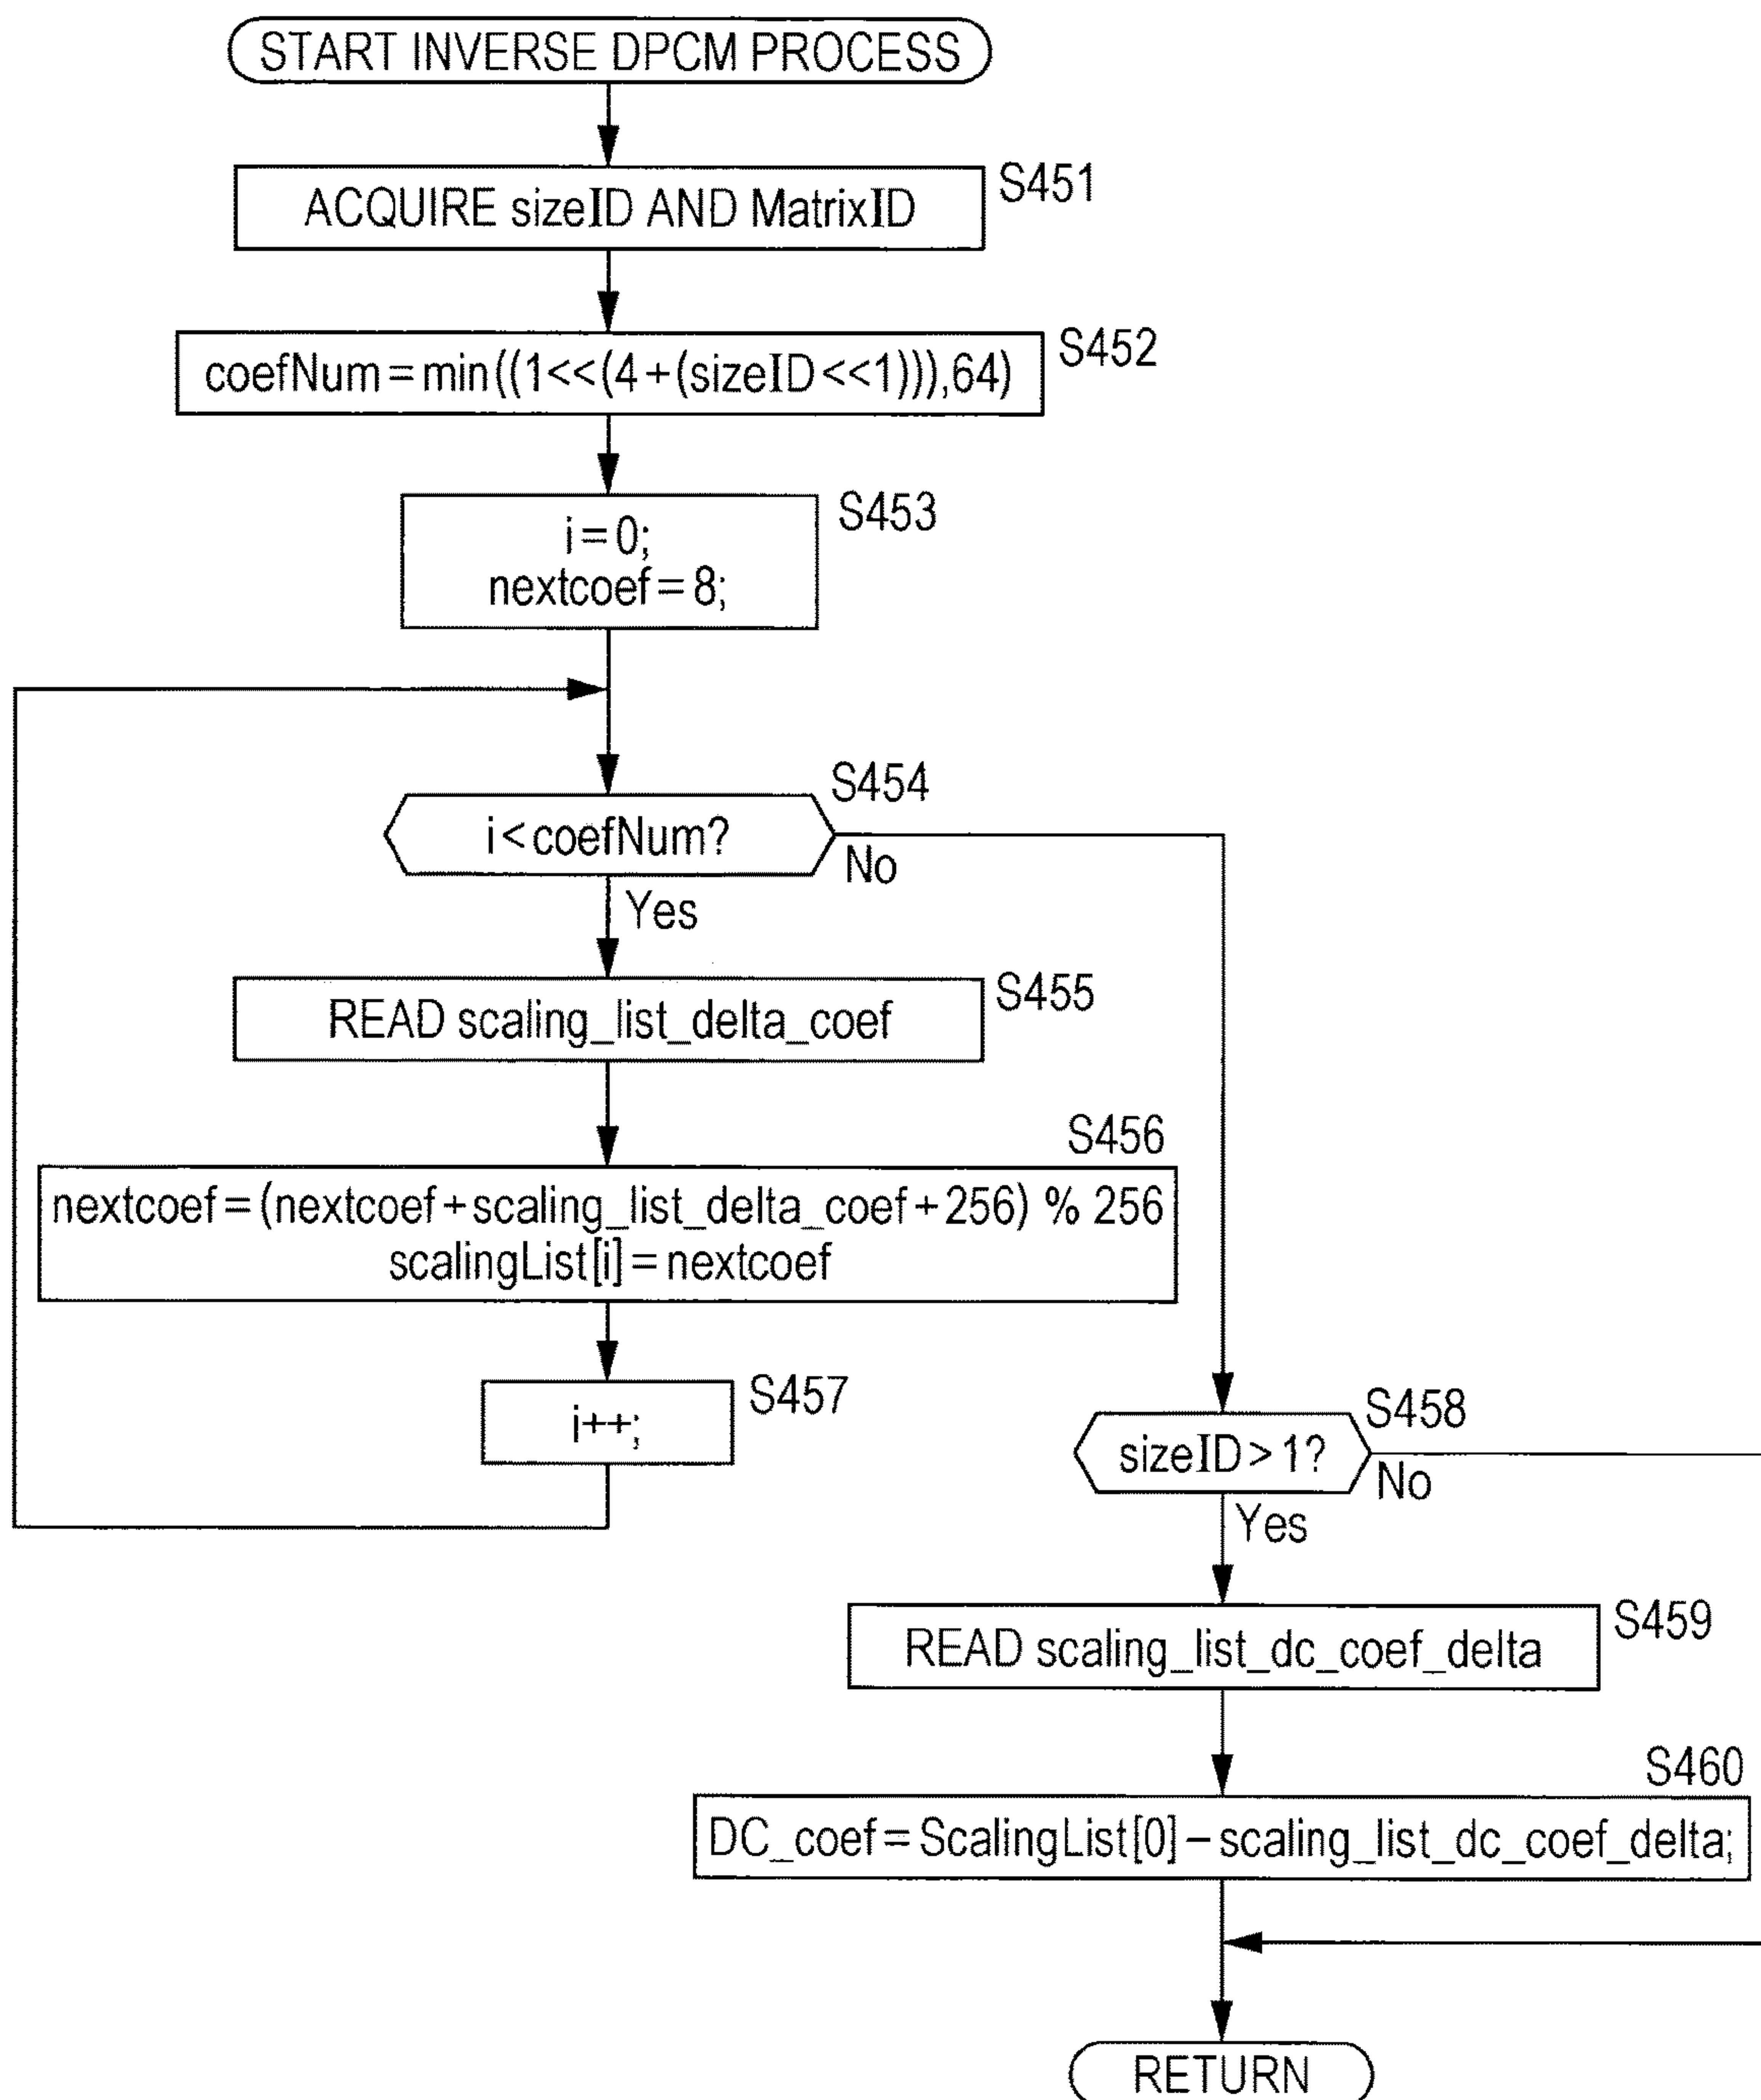 START INVERSE DPCM PROCESS
S451
ACQUIRE sizeID AND MatrixID
S452
coefNum=min((1<<(4+(sizeID<<1))),64)
S453
i=0;
nextcoef=8;
S454
i<coefNum?
No
Yes
S455
READ scaling_list_delta_coef
S456
nextcoef=(nextcoef+scaling_list_delta_coef+256) % 256
scalingList[i]=nextcoef
S457
i++;
S458
sizeID>1?
No
Yes
S459
READ scaling_list_dc_coef_delta
S460
DC_coef=ScalingList[0]-scaling_list_dc_coef_delta;
RETURN